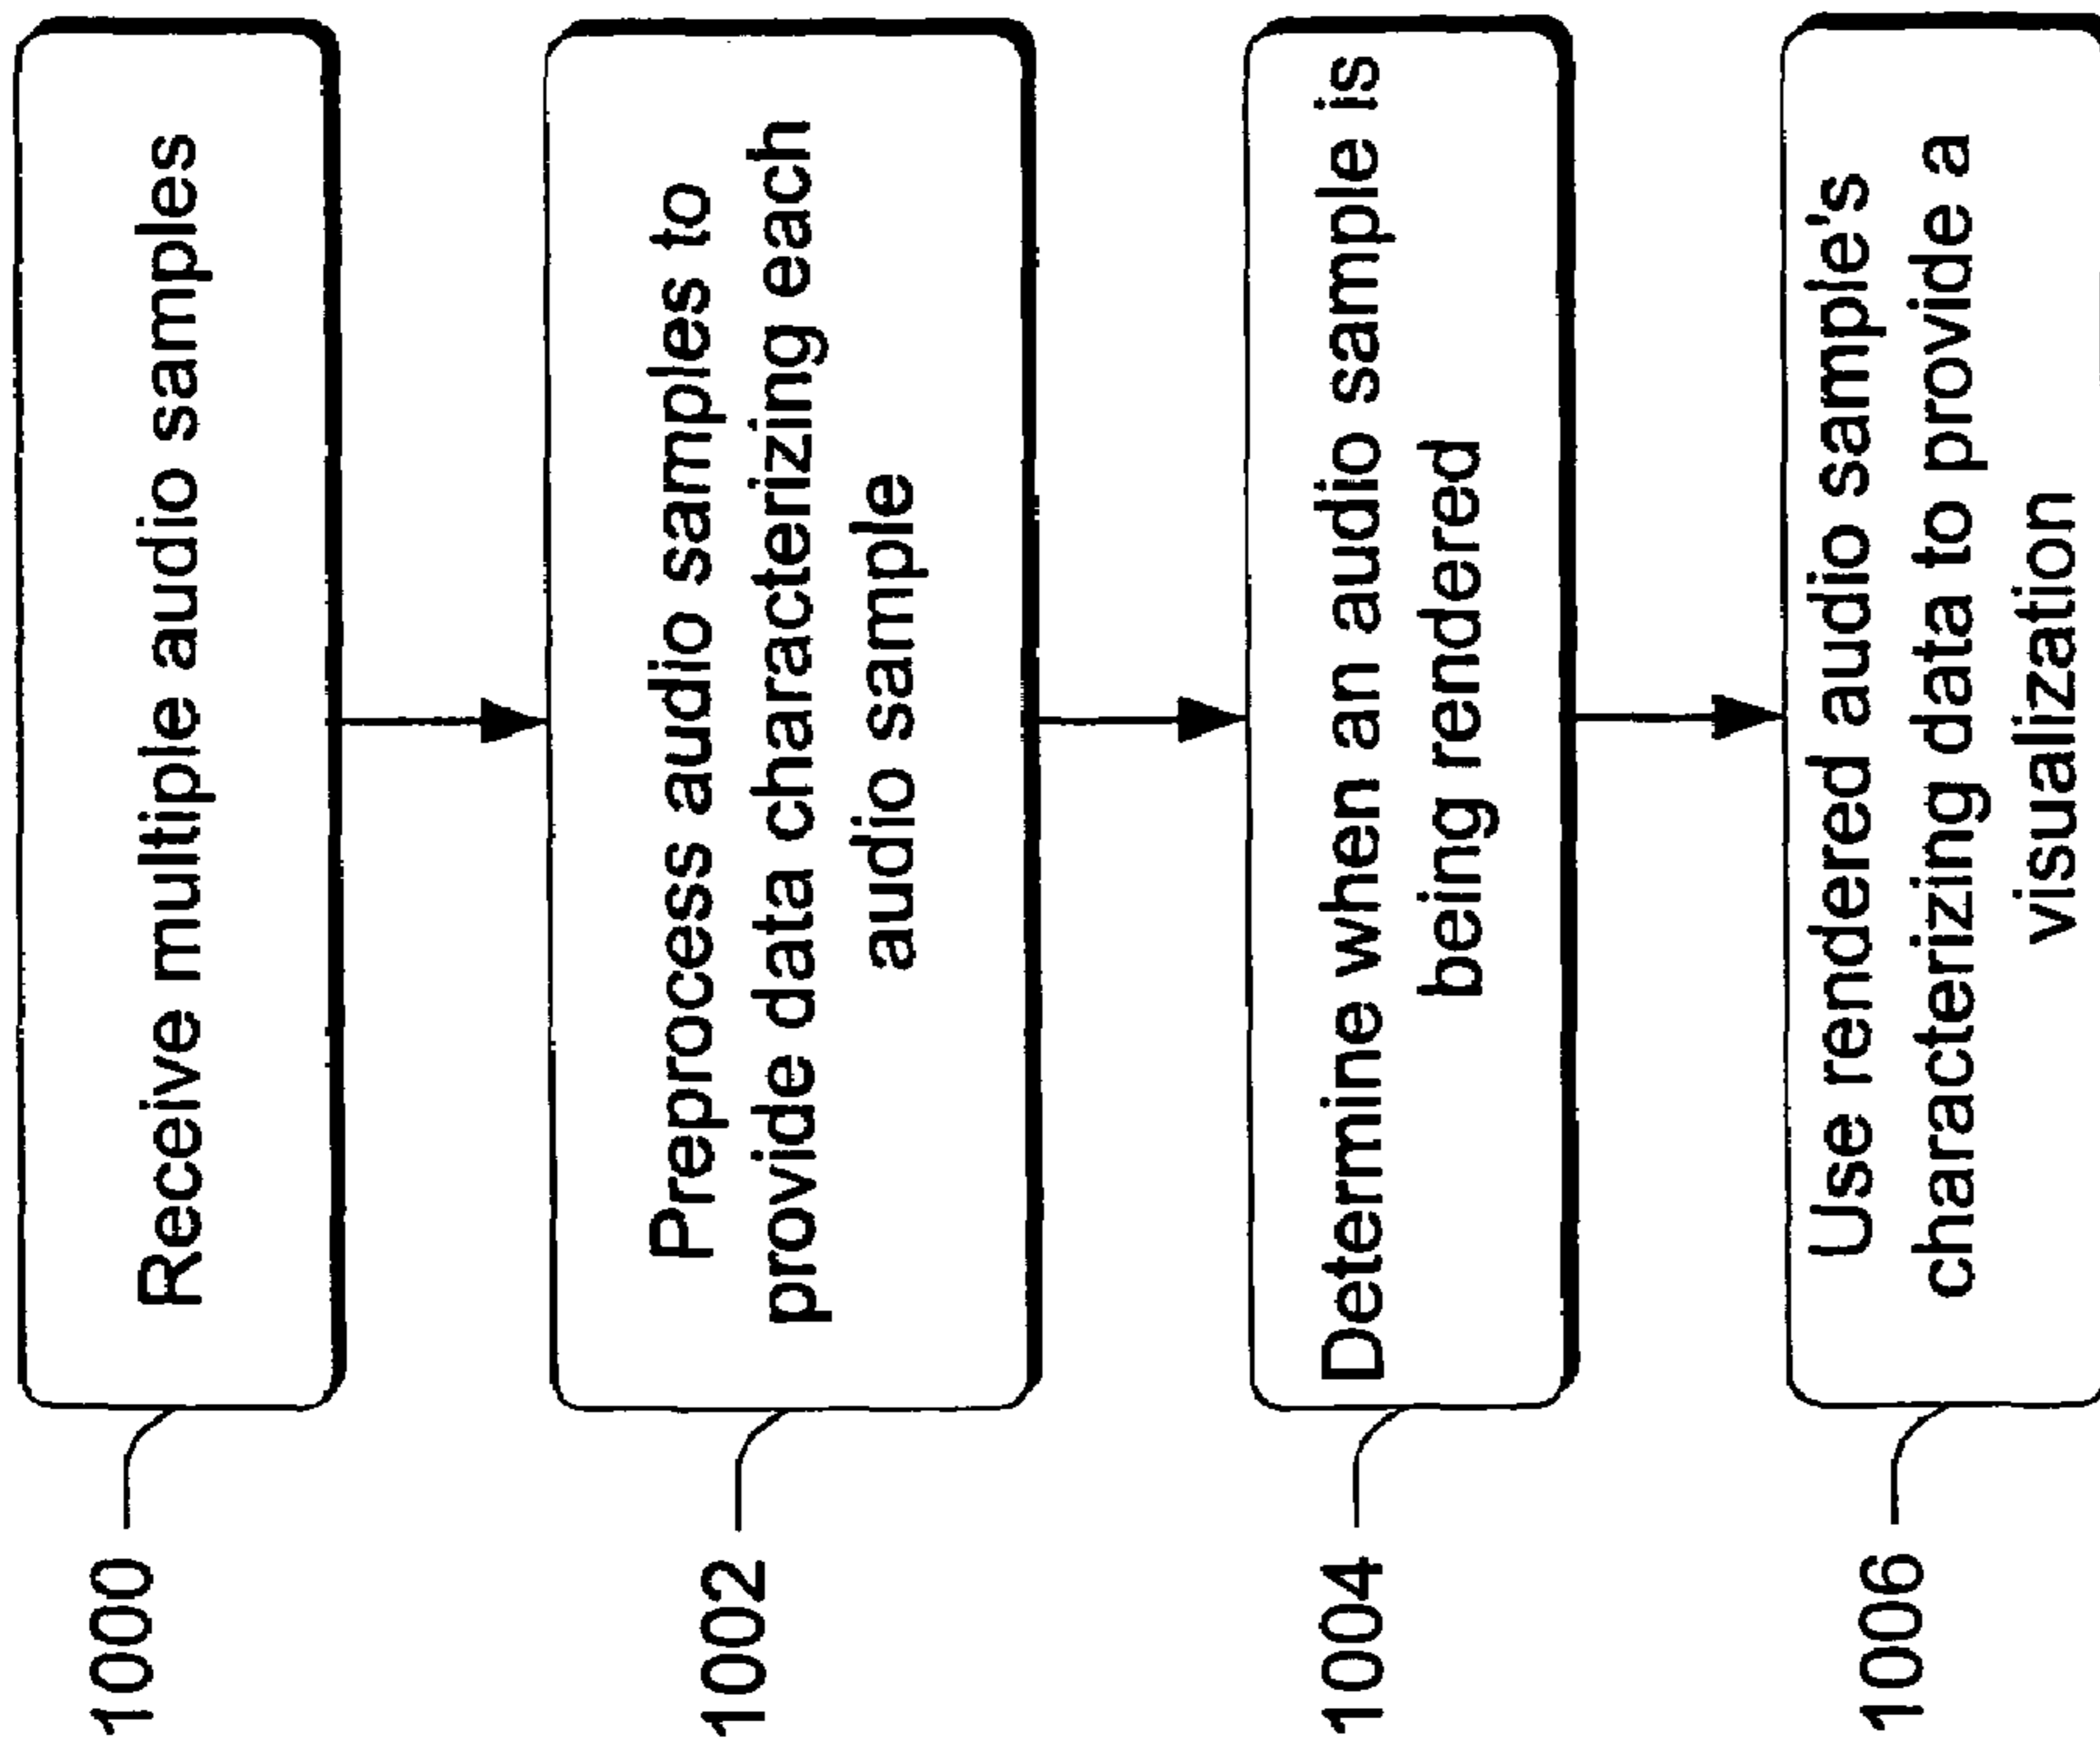 1000
Receive multiple audio samples
1002
Preprocess audio samples to
provide data characterizing each
audio sample
1004
Determine when an audio sample is
being rendered
1006
Use rendered audio sample's
characterizing data to provide a
visualization